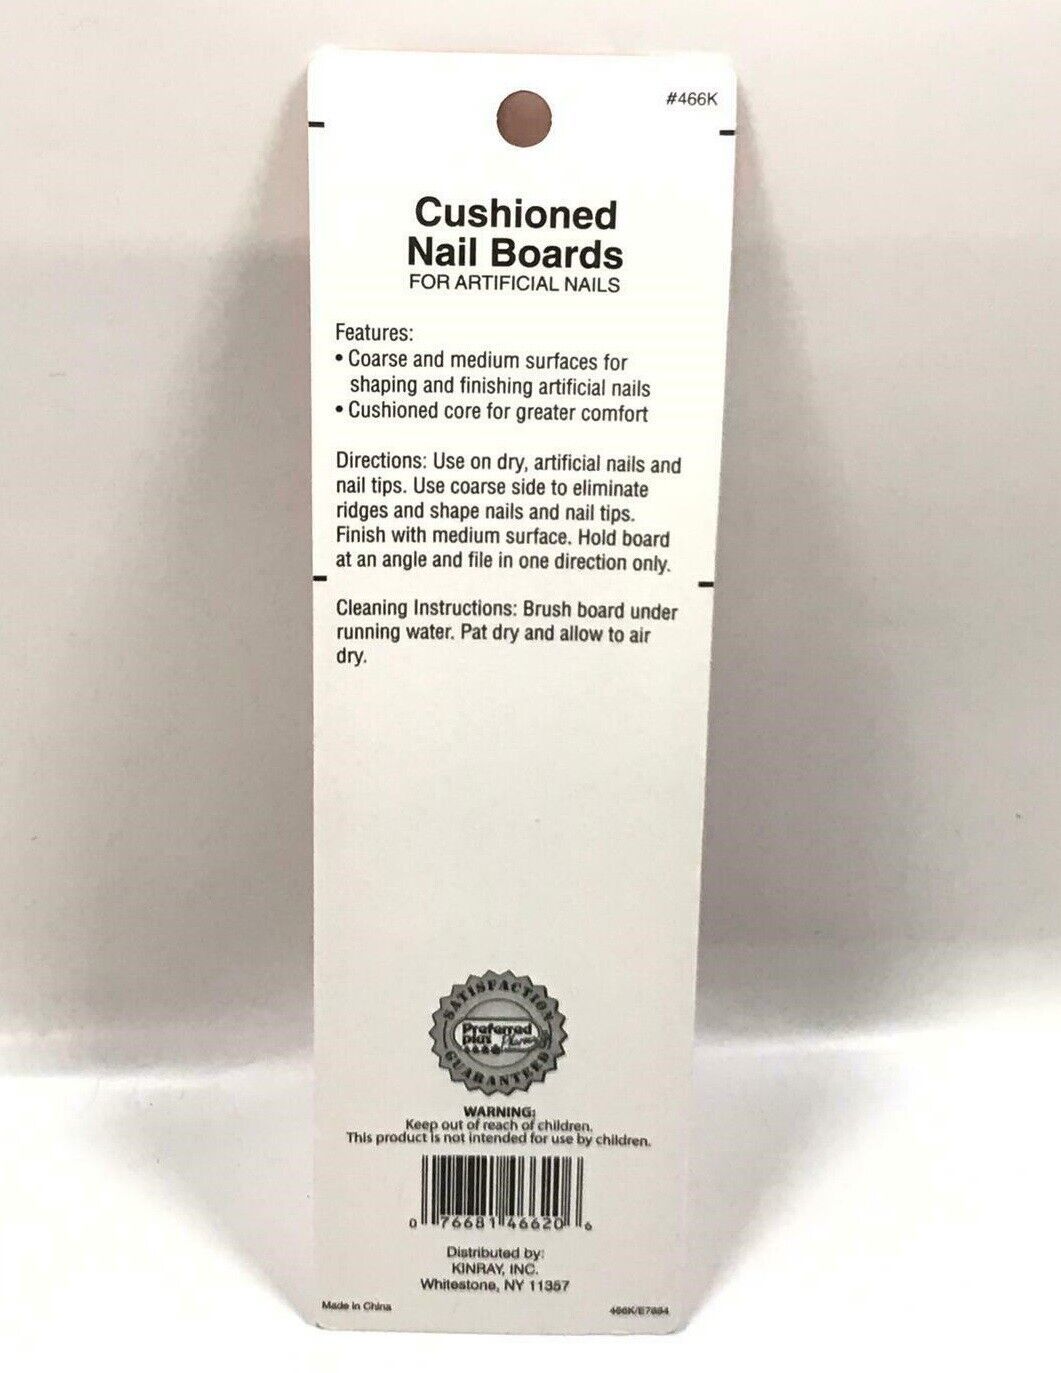 #466K
Cushioned
Nail Boards
FOR ARTIFICIAL NAILS
Features:
• Coarse and medium surfaces for
shaping and finishing artificial nails
• Cushioned core for greater comfort
Directions: Use on dry, artificial nails and
nail tips. Use coarse side to eliminate
ridges and shape nails and nail tips.
Finish with medium surface. Hold board
at an angle and file in one direction only.
Cleaning Instructions: Brush board under
running water. Pat dry and allow to air
dry.
SATISFACTION
Preferred
plus
GUARANTEED
WARNING:
Keep out of reach of children.
This product is not intended for use by children.
0 76681 46620 6
Distributed by:
KINRAY, INC.
Whitestone, NY 11357
Made in China